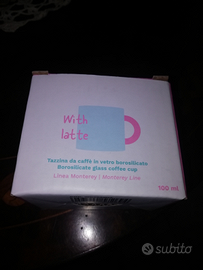 With
latte
Tazzine da caffè in vetro borosilicato
Borosilicate glass coffee cup
Linea Monterey | Monterey Line
100 ml
subito